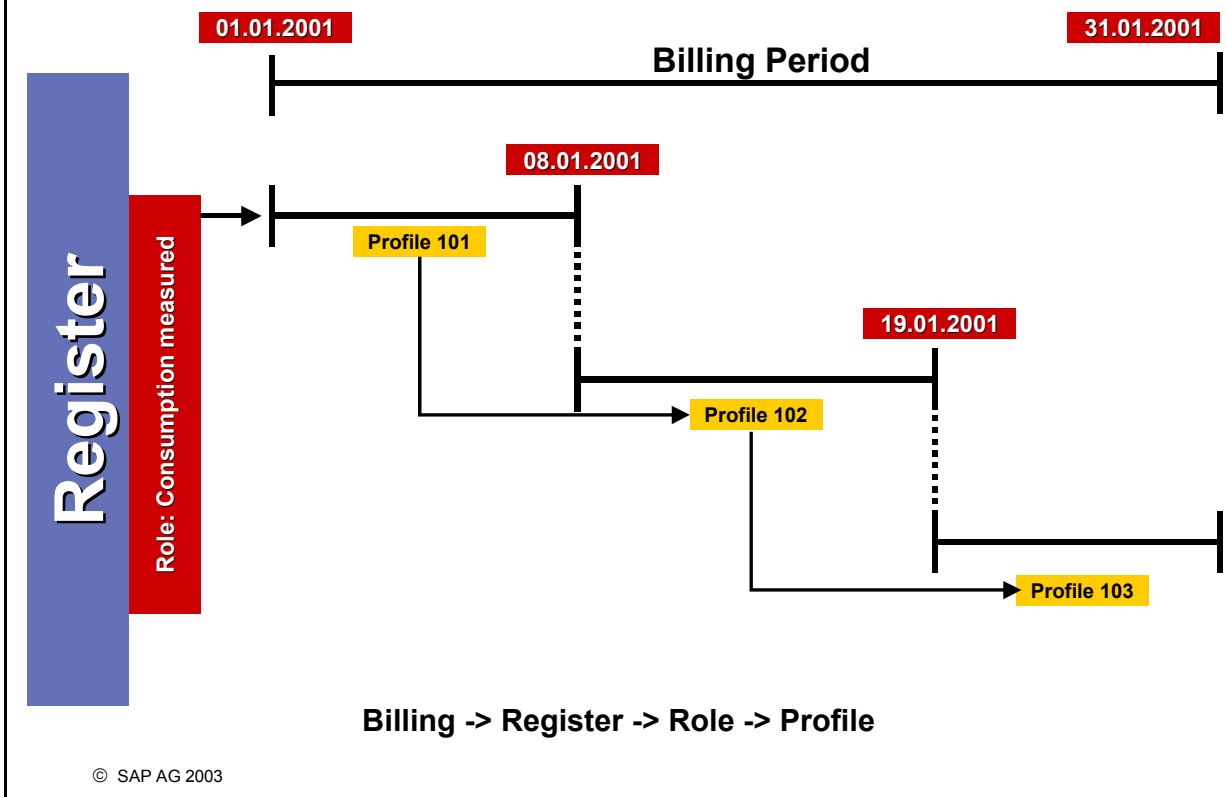 01.01.2001
31.01.2001
Billing Period
08.01.2001
Register
Role: Consumption measured
Profile 101
19.01.2001
Profile 102
Profile 103
Billing -> Register -> Role -> Profile
© SAP AG 2003